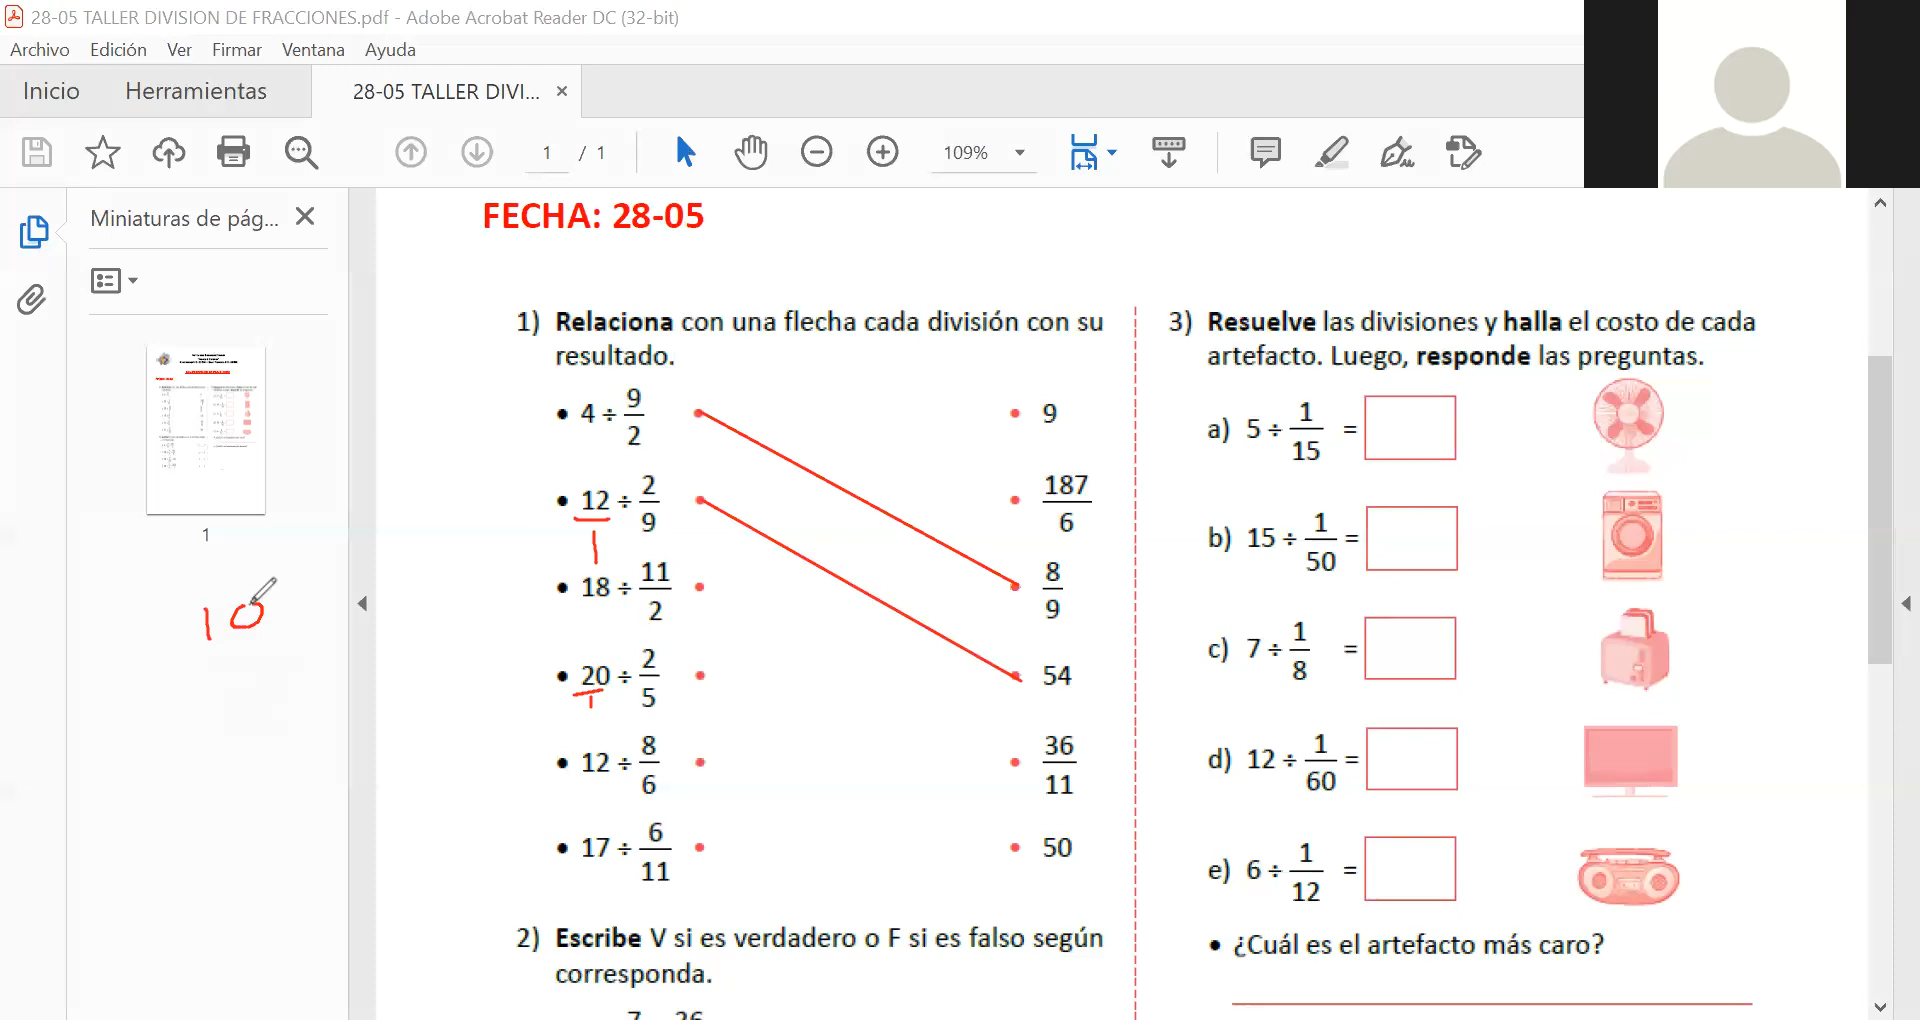 28-05 TALLER DIVISION DE FRACCIONES.pdf - Adobe Acrobat Reader DC (32-bit)
Archivo Edición Ver Firmar Ventana Ayuda
Inicio Herramientas 28-05 TALLER DIVI... ×
1 / 1 109%
Miniaturas de pág...
1
10
FECHA: 28-05
1) Relaciona con una flecha cada división con su
resultado.
• 4 ÷ 9/2 • • 9
• 12 ÷ 2/9 • • 187/6
1
• 18 ÷ 11/2 • • 8/9
• 20 ÷ 2/5 • • 54
1
• 12 ÷ 8/6 • • 36/11
• 17 ÷ 6/11 • • 50
2) Escribe V si es verdadero o F si es falso según
corresponda.
3) Resuelve las divisiones y halla el costo de cada
artefacto. Luego, responde las preguntas.
a) 5 ÷ 1/15 =
b) 15 ÷ 1/50 =
c) 7 ÷ 1/8 =
d) 12 ÷ 1/60 =
e) 6 ÷ 1/12 =
• ¿Cuál es el artefacto más caro?